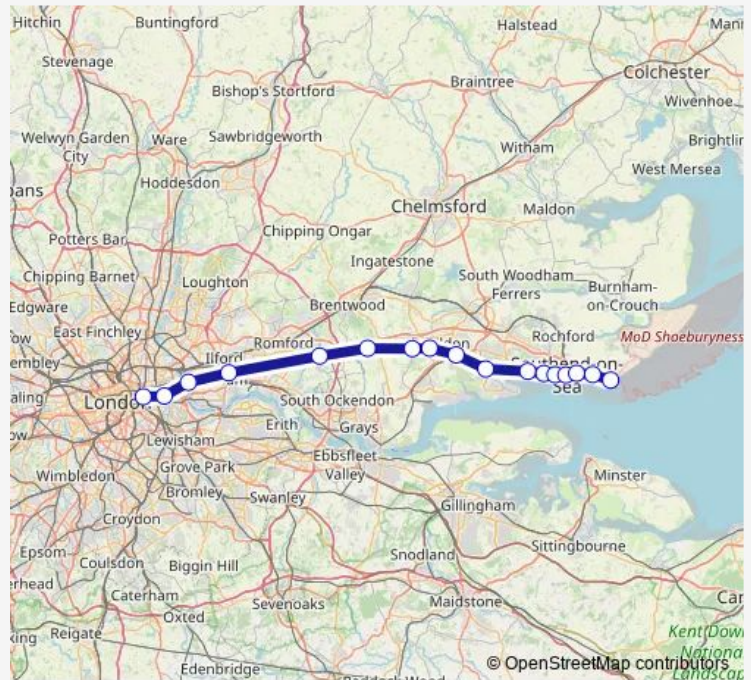 Hitchin
Buntingford
Halstead
Stevenage
Colchester
Bishop's Stortford
Braintree
Wivenhoe
Welwyn Garden
City
Ware
Sawbridgeworth
Witham
West Mersea
Hoddesdon
Chelmsford
Maldon
Potters Bar
Chipping Ongar
Ingatestone
Chipping Barnet
Loughton
South Woodham
Ferrers
Burnham-
on-Crouch
Edgware
Brentwood
East Finchley
Romford
Rochford
MoD Shoeburyness
Ilford
Southend-on-
Sea
London
South Ockendon
Erith
Grays
Lewisham
Ebbsfleet
Valley
Grove Park
Wimbledon
Bromley
Swanley
Minster
Gillingham
Croydon
Sittingbourne
Epsom
Coulsdon
Biggin Hill
Snodland
Caterham
Sevenoaks
Maidstone
Oxted
Reigate
Edenbridge
© OpenStreetMap contributors